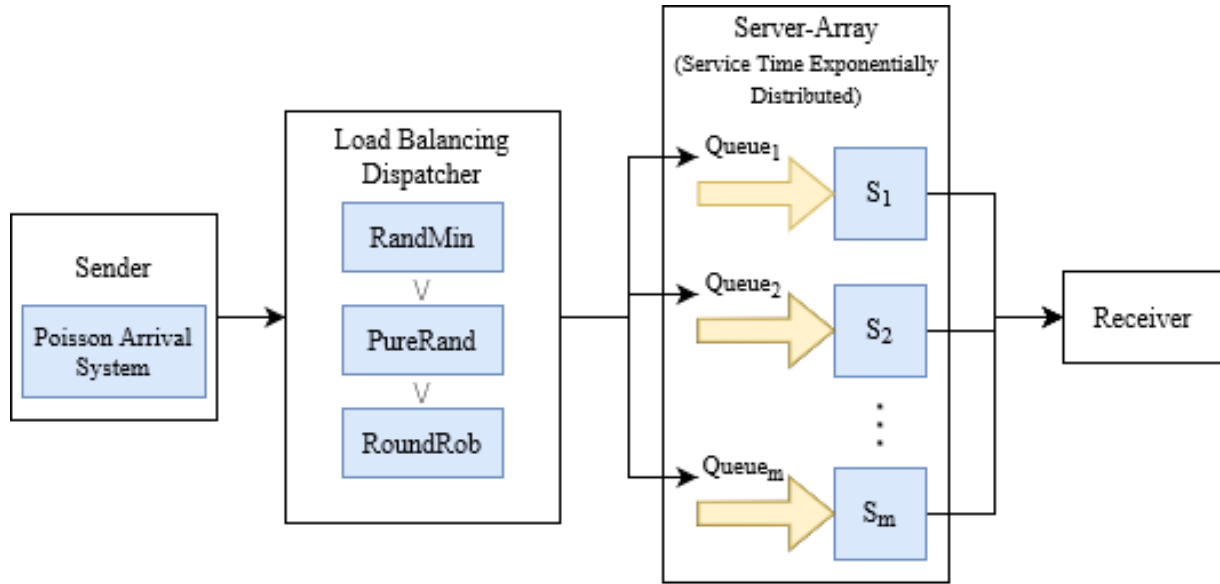 Sender
Poisson Arrival
System
Load Balancing
Dispatcher
RandMin
∨
PureRand
∨
RoundRob
Server-Array
(Service Time Exponentially
Distributed)
Queue₁
S₁
Queue₂
S₂
⋮
Queueₘ
Sₘ
Receiver